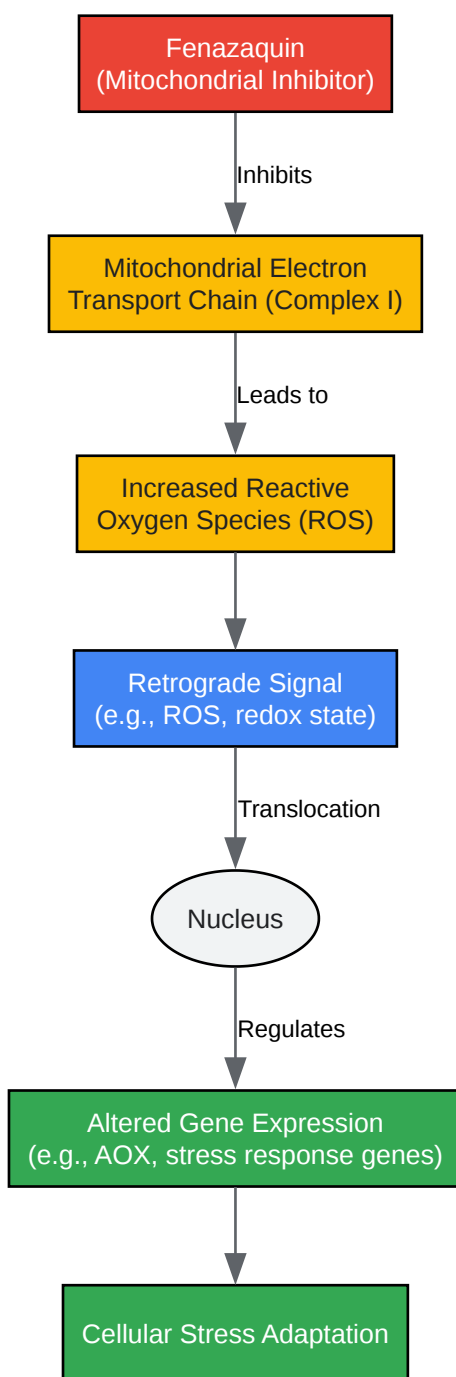 Fenazaquin
(Mitochondrial Inhibitor)
Inhibits
Mitochondrial Electron
Transport Chain (Complex I)
Leads to
Increased Reactive
Oxygen Species (ROS)
Retrograde Signal
(e.g., ROS, redox state)
Translocation
Nucleus
Regulates
Altered Gene Expression
(e.g., AOX, stress response genes)
Cellular Stress Adaptation